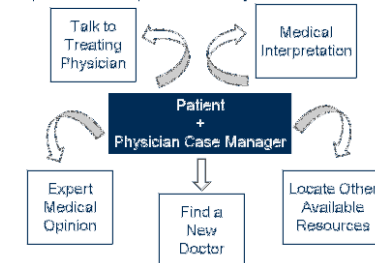 Talk to
Treating
Physician
Medical
Interpretation
Patient
+
Physician Case Manager
Expert
Medical
Opinion
Find a
New
Doctor
Locate Other
Available
Resources